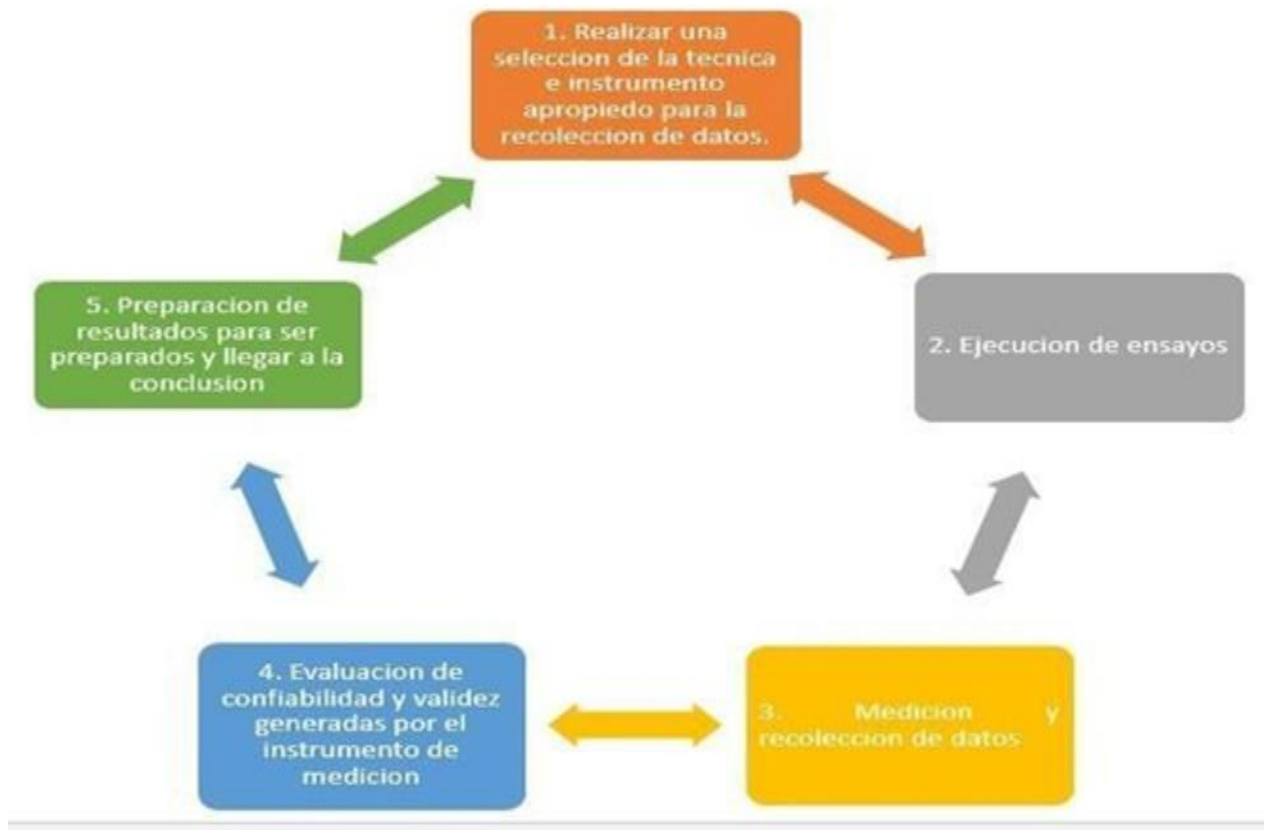 1. Realizar una
seleccion de la tecnica
e instrumento
apropiedo para la
recoleccion de datos.
2. Ejecucion de ensayos
3. Medicion y
recoleccion de datos
4. Evaluacion de
confiabilidad y validez
generadas por el
instrumento de
medicion
5. Preparacion de
resultados para ser
preparados y llegar a la
conclusion